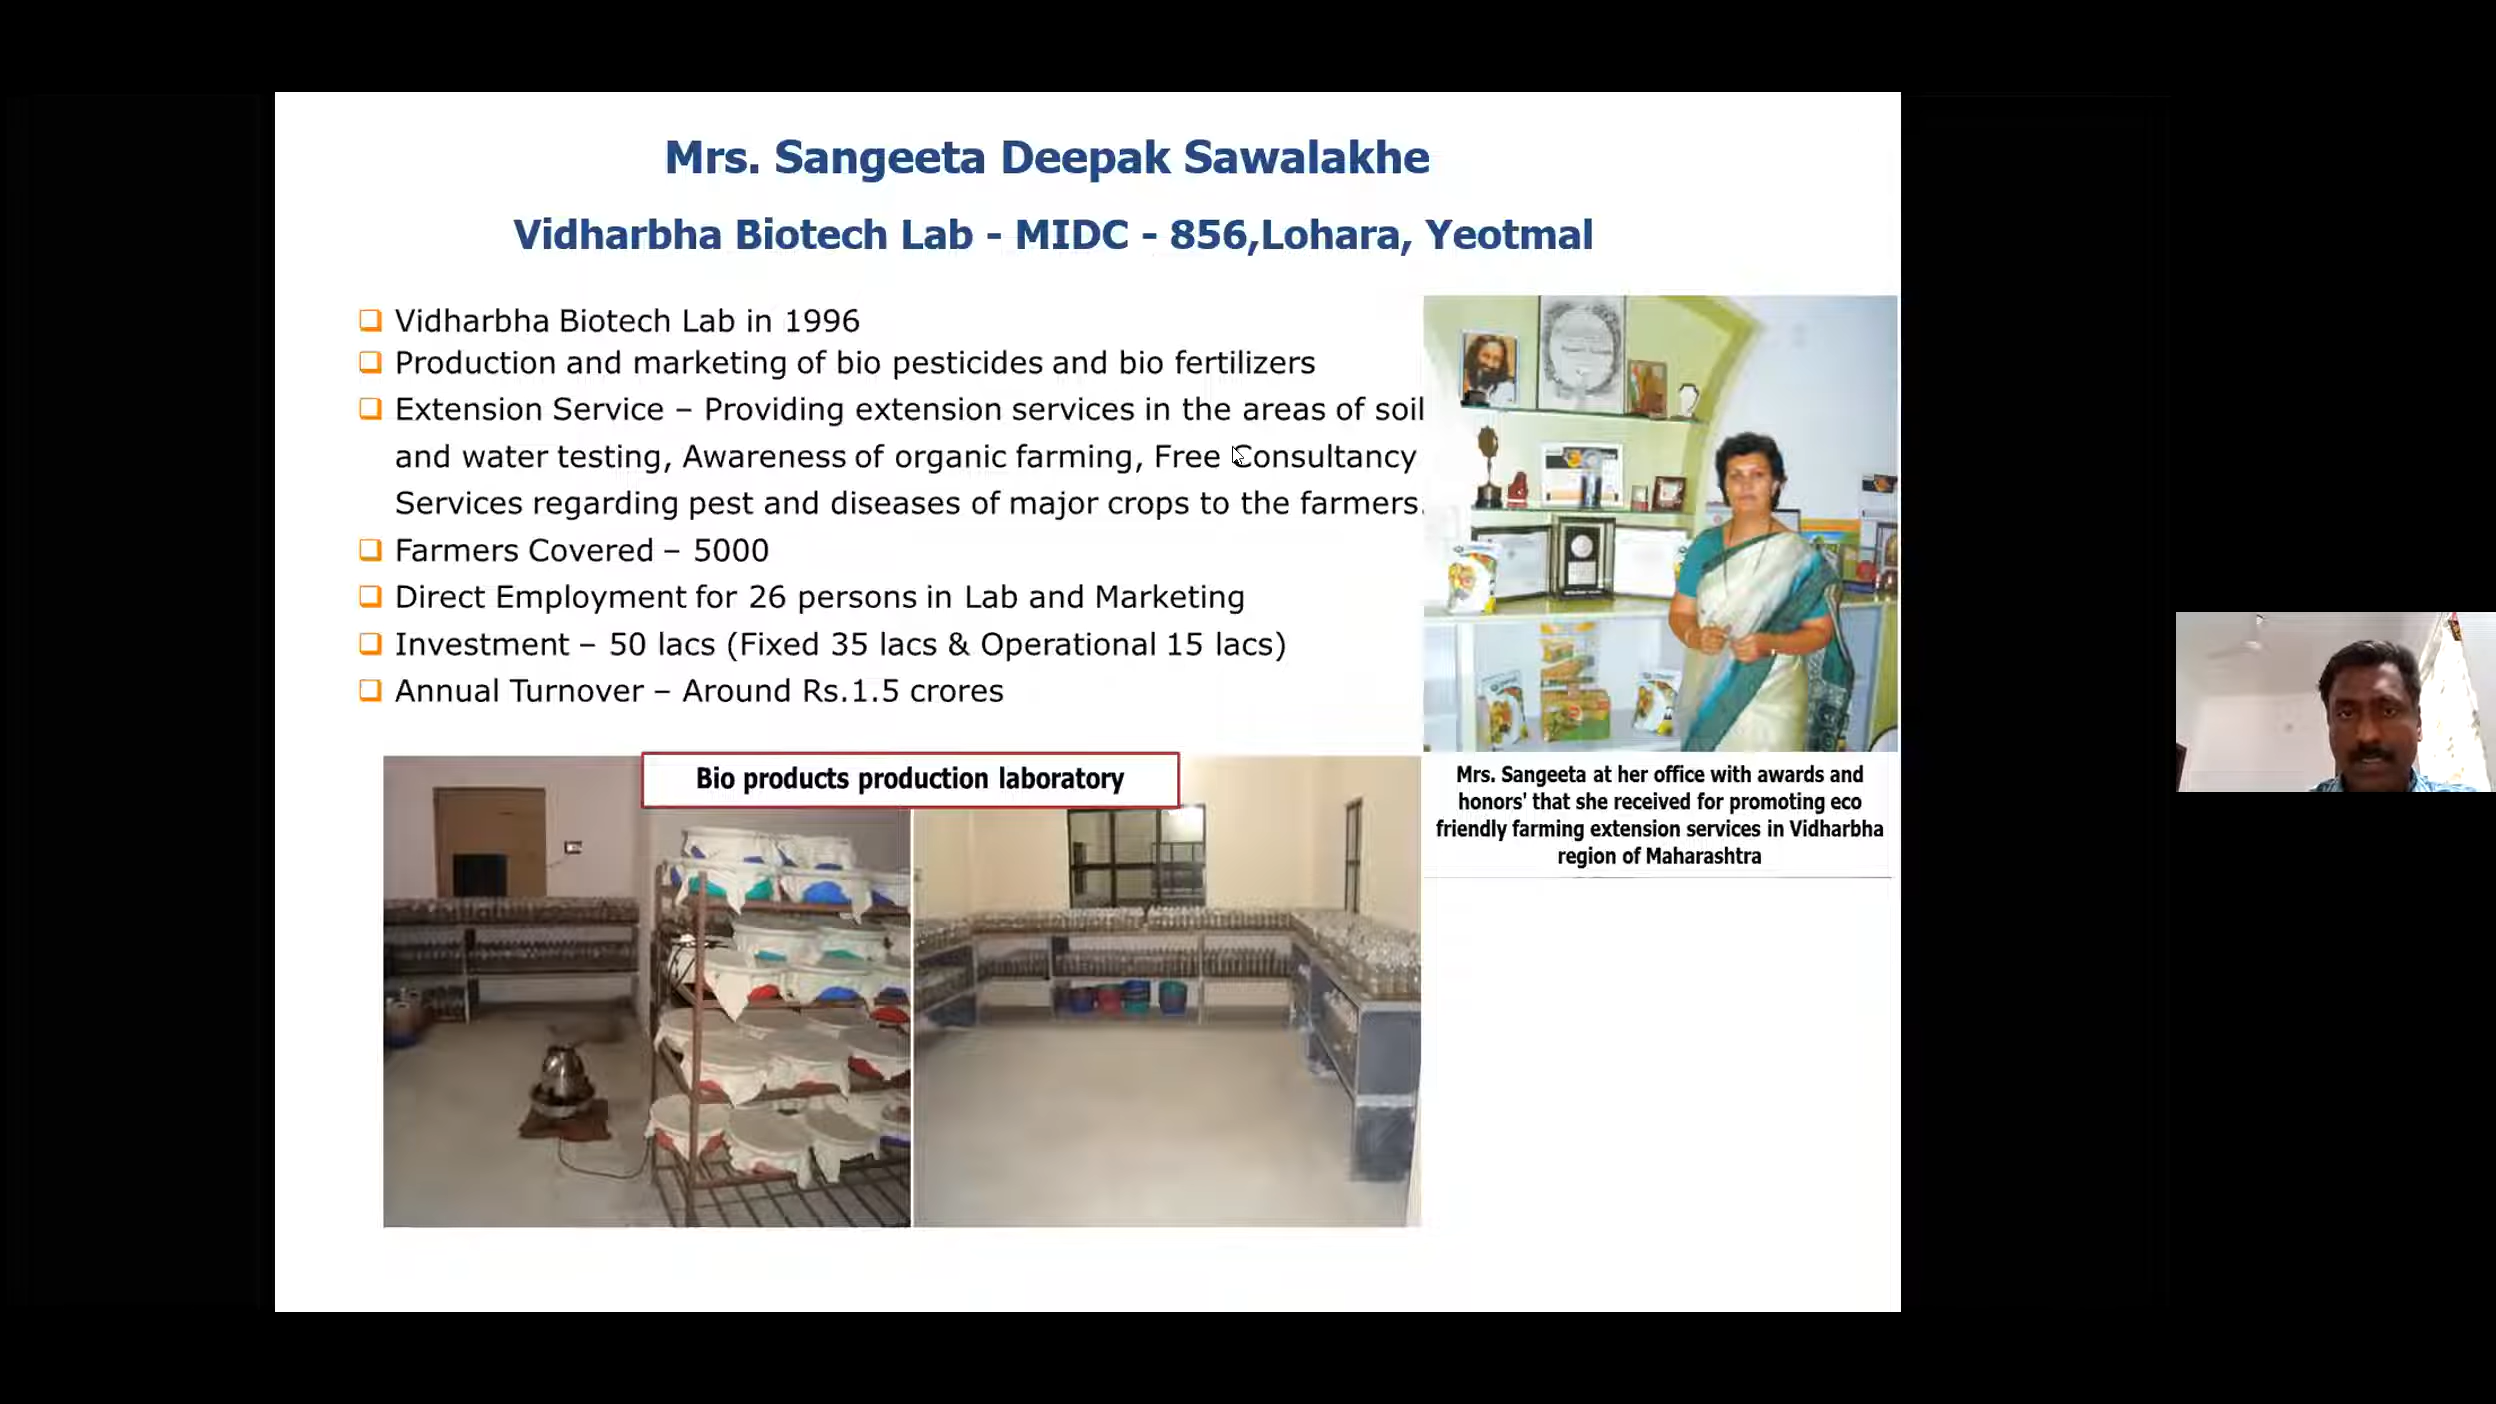 Mrs. Sangeeta Deepak Sawalakhe
Vidharbha Biotech Lab - MIDC - 856,Lohara, Yeotmal
Vidharbha Biotech Lab in 1996
Production and marketing of bio pesticides and bio fertilizers
Extension Service – Providing extension services in the areas of soil
and water testing, Awareness of organic farming, Free Consultancy
Services regarding pest and diseases of major crops to the farmers.
Farmers Covered – 5000
Direct Employment for 26 persons in Lab and Marketing
Investment – 50 lacs (Fixed 35 lacs & Operational 15 lacs)
Annual Turnover – Around Rs.1.5 crores
Bio products production laboratory
Mrs. Sangeeta at her office with awards and
honors' that she received for promoting eco
friendly farming extension services in Vidharbha
region of Maharashtra